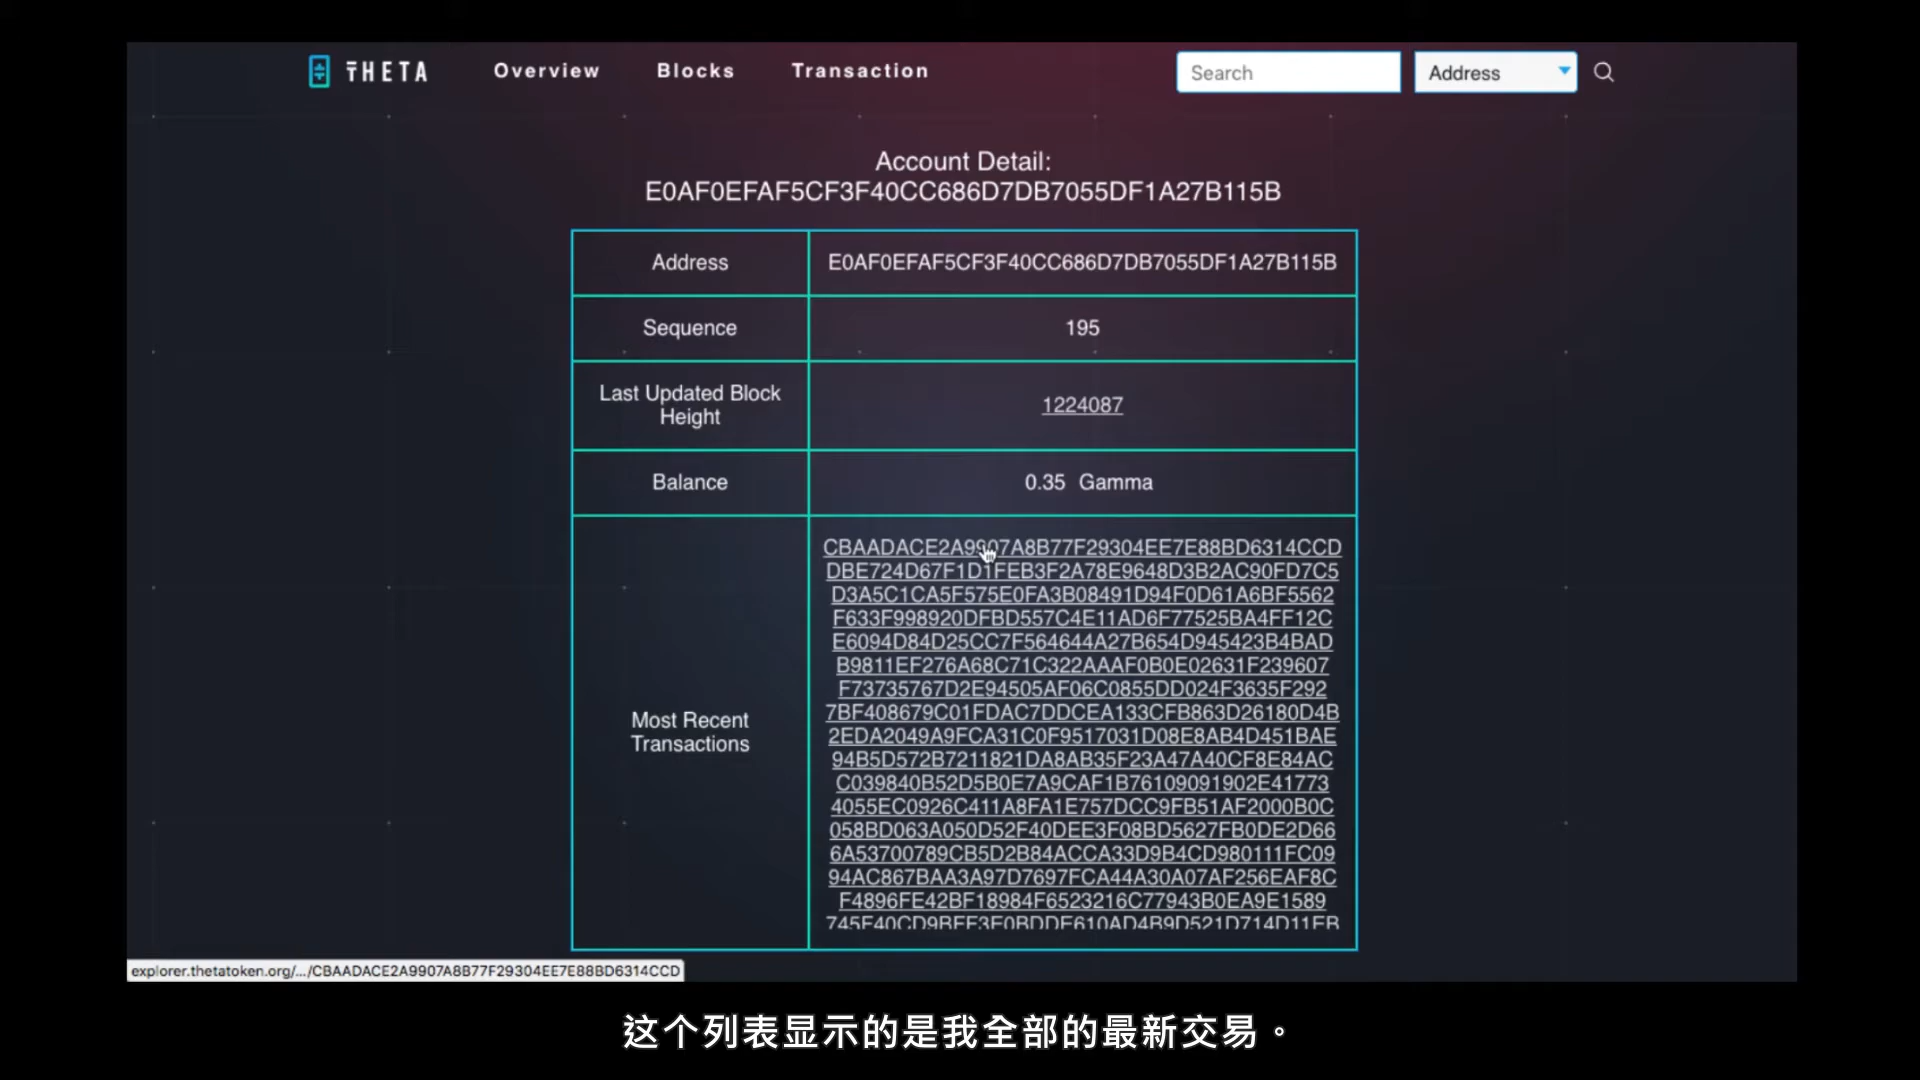 THETA
Overview
Blocks
Transaction
Search
Address
Account Detail:
E0AF0EFAF5CF3F40CC686D7DB7055DF1A27B115B
Address
E0AF0EFAF5CF3F40CC686D7DB7055DF1A27B115B
Sequence
195
Last Updated Block
Height
1224087
Balance
0.35 Gamma
Most Recent
Transactions
CBAADACE2A9907A8B77F29304EE7E88BD6314CCD
DBE724D67F1D1FEB3F2A78E9648D3B2AC90FD7C5
D3A5C1CA5F575E0FA3B08491D94F0D61A6BF5562
F633F998920DFBD557C4E11AD6F77525BA4FF12C
E6094D84D25CC7F564644A27B654D945423B4BAD
B9811EF276A68C71C322AAAF0B0E02631F239607
F73735767D2E94505AF06C0855DD024F3635F292
7BF408679C01FDAC7DDCEA133CFB863D26180D4B
2EDA2049A9FCA31C0F9517031D08E8AB4D451BAE
94B5D572B7211821DA8AB35F23A47A40CF8E84AC
C039840B52D5B0E7A9CAF1B76109091902E41773
4055EC0926C411A8FA1E757DCC9FB51AF2000B0C
058BD063A050D52F40DEE3F08BD5627FB0DE2D66
6A53700789CB5D2B84ACCA33D9B4CD980111FC09
94AC867BAA3A97D7697FCA44A30A07AF256EAF8C
F4896FE42BF18984F6523216C77943B0EA9E1589
explorer.thetatoken.org/.../CBAADACE2A9907A8B77F29304EE7E88BD6314CCD
这个列表显示的是我全部的最新交易。